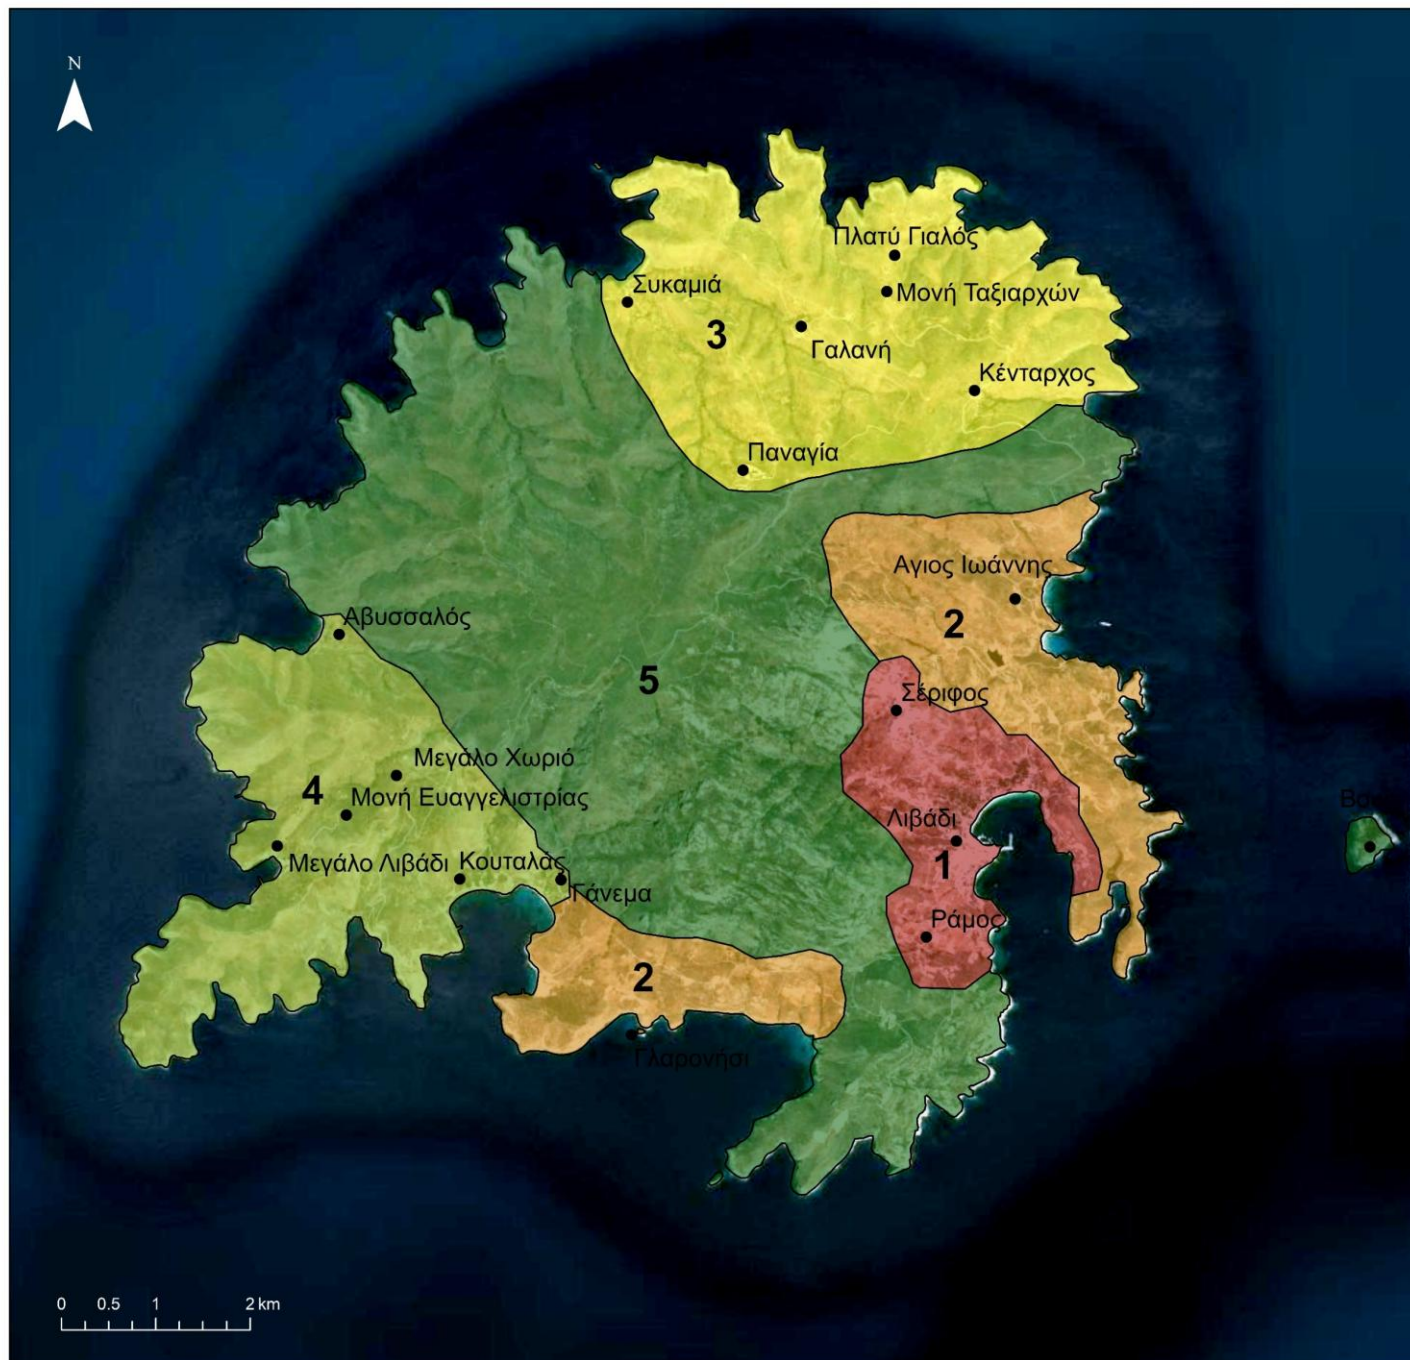 N
Πλατύ Γιαλός
Συκαμιά
Μονή Ταξιαρχών
3
Γαλανή
Κένταρχος
Παναγία
Αγιος Ιωάννης
Αβυσσαλός
2
5
Σέριφος
Μεγάλο Χωριό
4
Μονή Ευαγγελιστρίας
Λιβάδι
Μεγάλο Λιβάδι
Κουταλάς
1
Γάνεμα
Ράμος
2
Γλαρονήσι
0 0.5 1 2 km